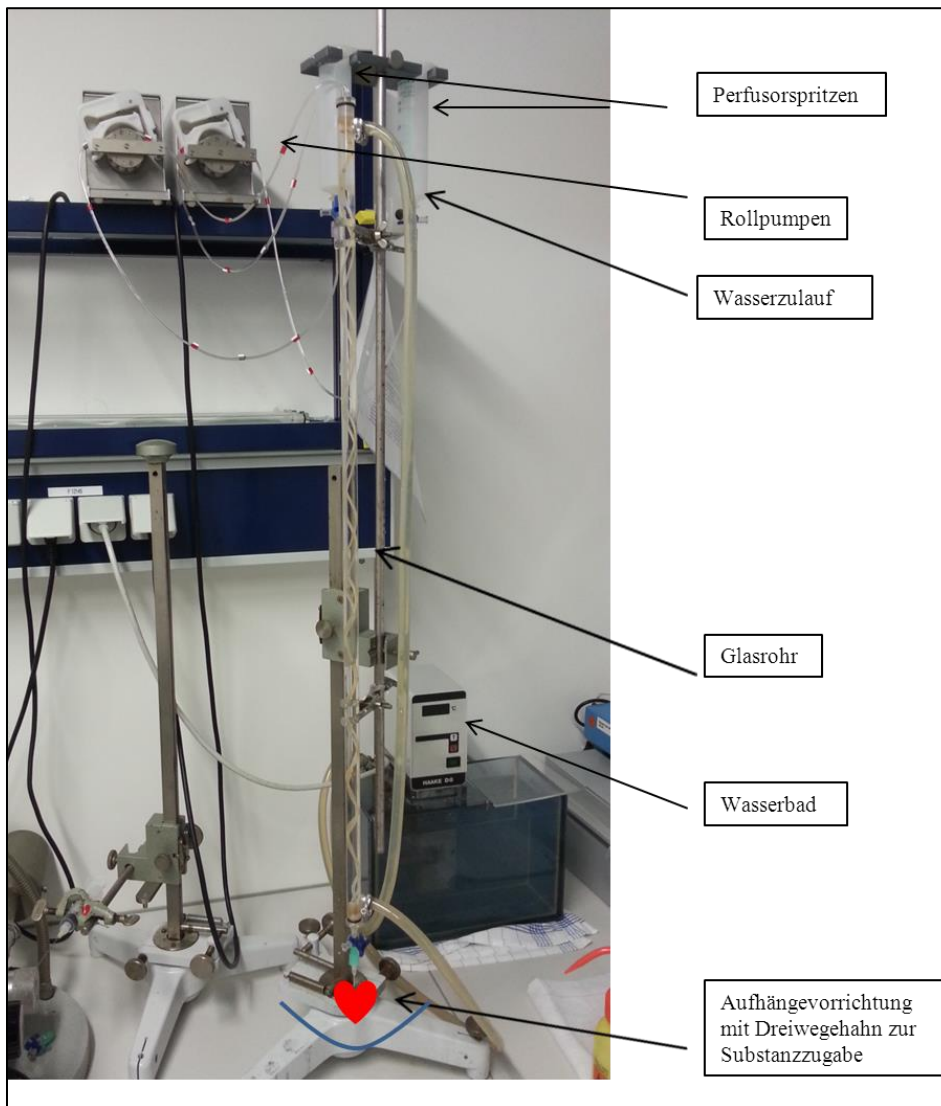 Perfusorspritzen
Rollpumpen
Wasserzulauf
Glasrohr
°C
HAAKE D8
Wasserbad
Aufhängevorrichtung
mit Dreiwegehahn zur
Substanzzugabe